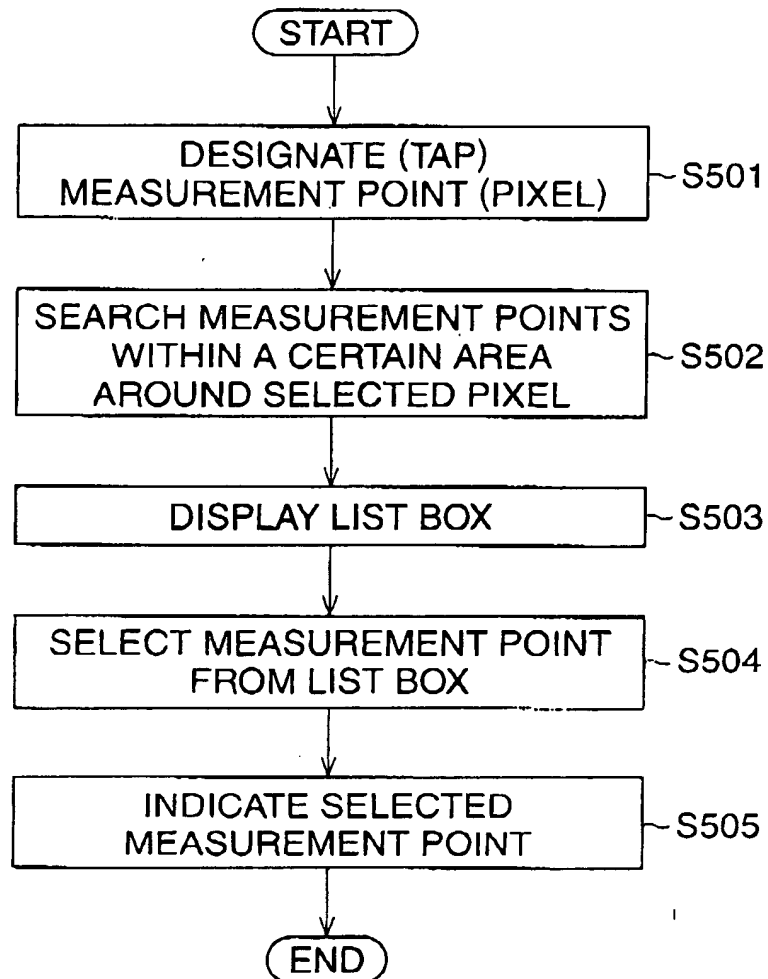 START
DESIGNATE (TAP)
MEASUREMENT POINT (PIXEL)
S501
SEARCH MEASUREMENT POINTS
WITHIN A CERTAIN AREA
AROUND SELECTED PIXEL
S502
DISPLAY LIST BOX
S503
SELECT MEASUREMENT POINT
FROM LIST BOX
S504
INDICATE SELECTED
MEASUREMENT POINT
S505
END